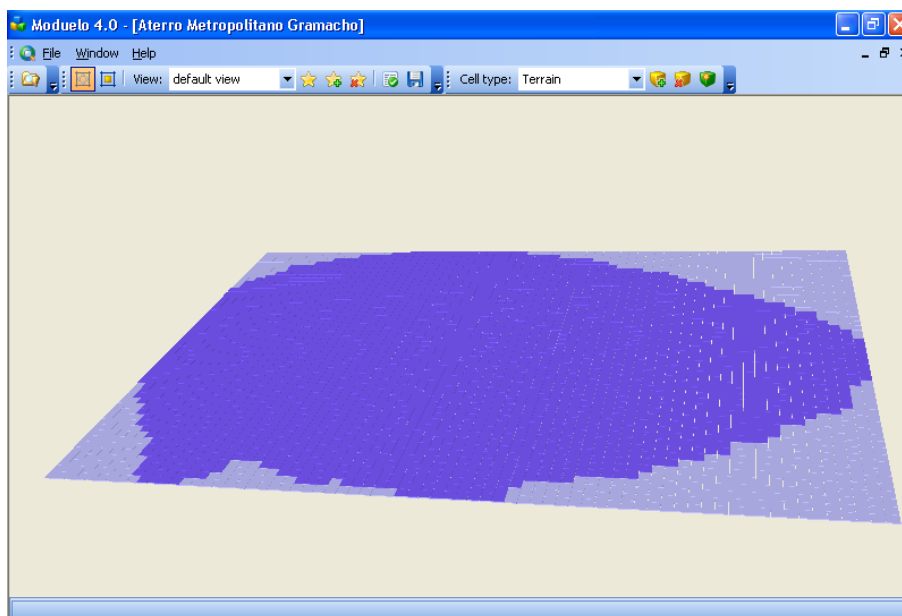 Moduelo 4.0 - [Aterro Metropolitano Gramacho]
File Window Help
View: default view Cell type: Terrain